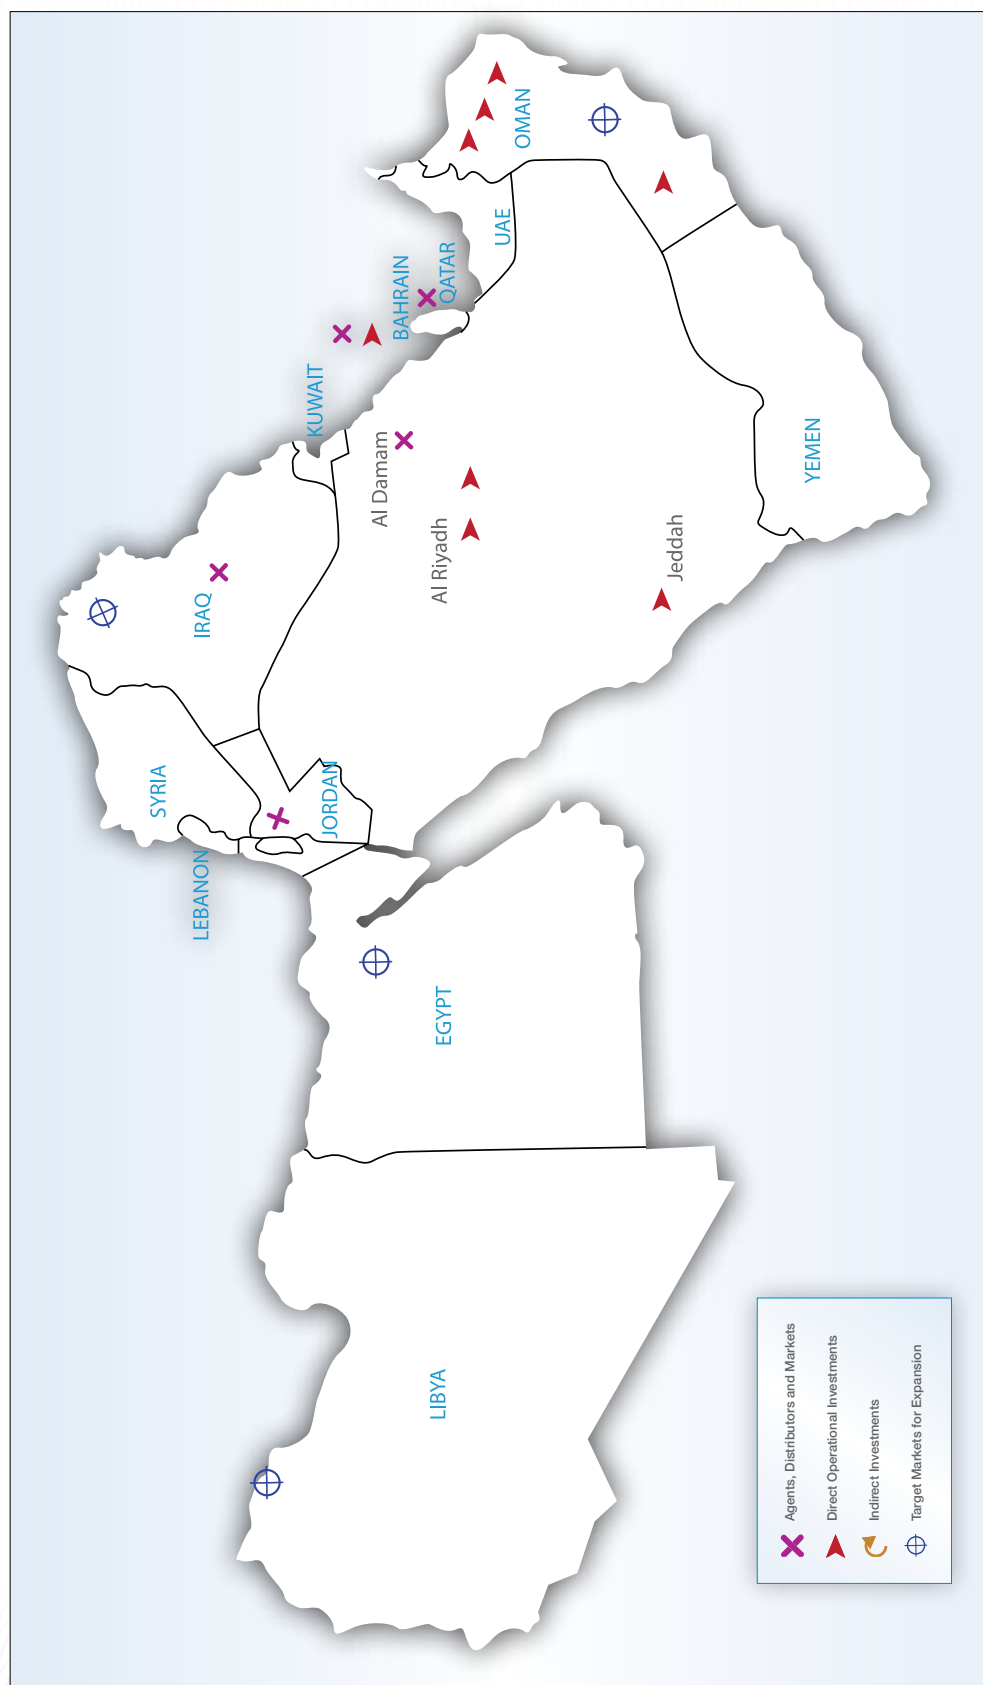 OMAN
UAE
QATAR
BAHRAIN
KUWAIT
Al Damam
Al Riyadh
Jeddah
YEMEN
IRAQ
SYRIA
JORDAN
LEBANON
EGYPT
LIBYA
Agents, Distributors and Markets
Direct Operational Investments
Indirect Investments
Target Markets for Expansion